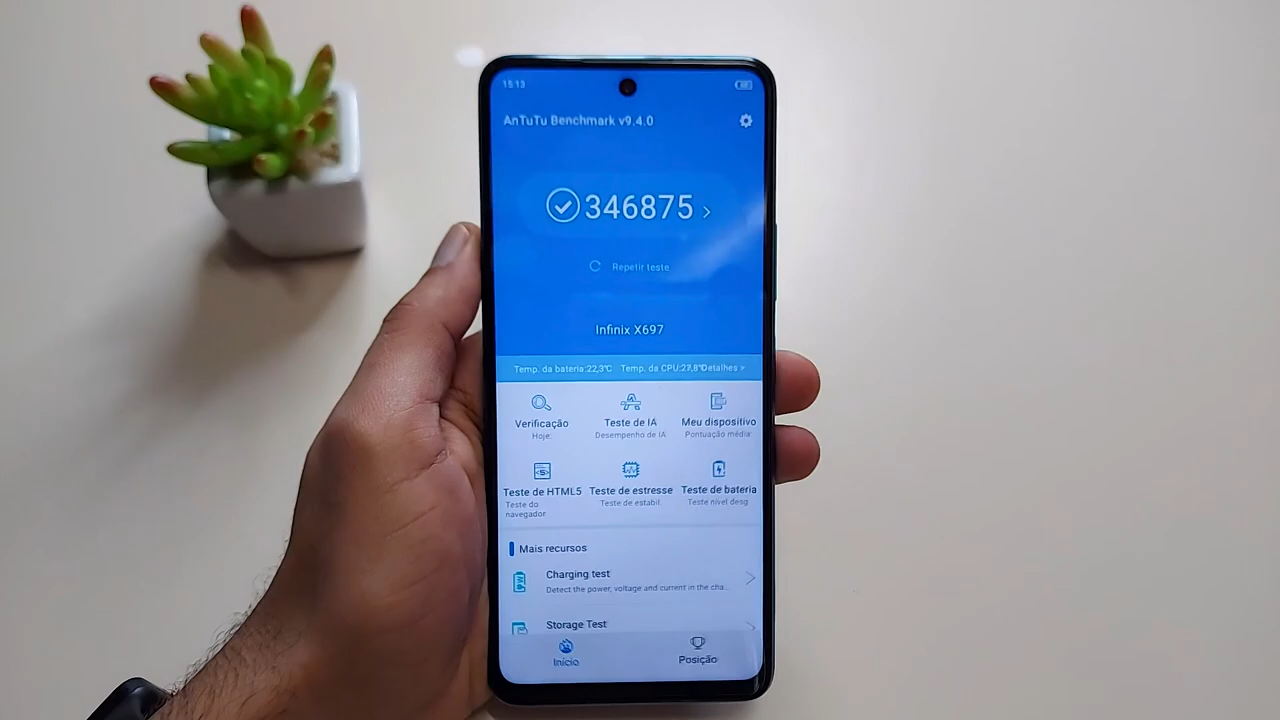 15:13
AnTuTu Benchmark v9.4.0
346875
Repetir teste
Infinix X697
Temp. da bateria:22,3℃ Temp. da CPU:27,8℃Detalhes >
Verificação Teste de IA Meu dispositivo
Hoje: Desempenho de IA Pontuação média:
Teste de HTML5 Teste de estresse Teste de bateria
Teste do navegador Teste de estabil. Teste nível desg
Mais recursos
Charging test
Detect the power, voltage and current in the cha...
Storage Test
Início Posição